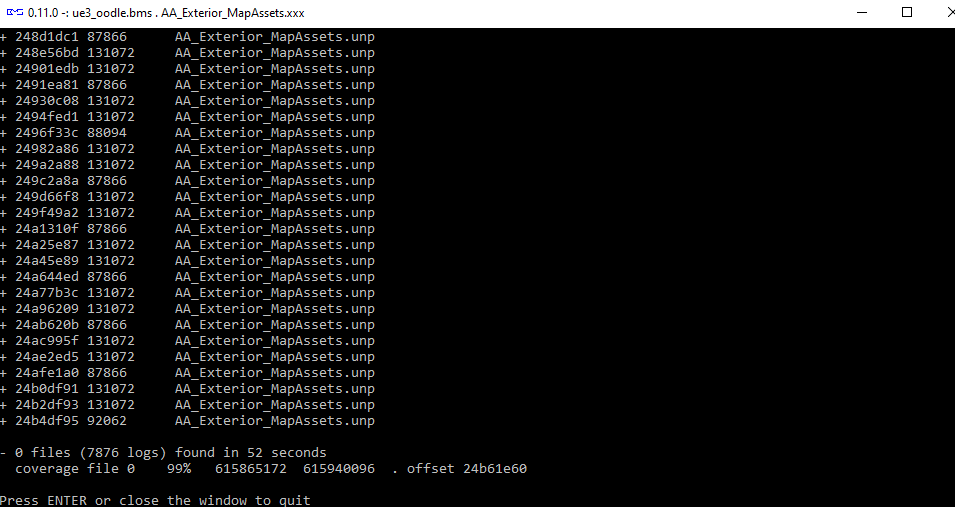 BMS 0.11.0 -: ue3_oodle.bms . AA_Exterior_MapAssets.xxx
+ 248d1dc1 87866      AA_Exterior_MapAssets.unp
+ 248e56bd 131072     AA_Exterior_MapAssets.unp
+ 24901edb 131072     AA_Exterior_MapAssets.unp
+ 2491ea81 87866      AA_Exterior_MapAssets.unp
+ 24930c08 131072     AA_Exterior_MapAssets.unp
+ 2494fed1 131072     AA_Exterior_MapAssets.unp
+ 2496f33c 88094      AA_Exterior_MapAssets.unp
+ 24982a86 131072     AA_Exterior_MapAssets.unp
+ 249a2a88 131072     AA_Exterior_MapAssets.unp
+ 249c2a8a 87866      AA_Exterior_MapAssets.unp
+ 249d66f8 131072     AA_Exterior_MapAssets.unp
+ 249f49a2 131072     AA_Exterior_MapAssets.unp
+ 24a1310f 87866      AA_Exterior_MapAssets.unp
+ 24a25e87 131072     AA_Exterior_MapAssets.unp
+ 24a45e89 131072     AA_Exterior_MapAssets.unp
+ 24a644ed 87866      AA_Exterior_MapAssets.unp
+ 24a77b3c 131072     AA_Exterior_MapAssets.unp
+ 24a96209 131072     AA_Exterior_MapAssets.unp
+ 24ab620b 87866      AA_Exterior_MapAssets.unp
+ 24ac995f 131072     AA_Exterior_MapAssets.unp
+ 24ae2ed5 131072     AA_Exterior_MapAssets.unp
+ 24afe1a0 87866      AA_Exterior_MapAssets.unp
+ 24b0df91 131072     AA_Exterior_MapAssets.unp
+ 24b2df93 131072     AA_Exterior_MapAssets.unp
+ 24b4df95 92062      AA_Exterior_MapAssets.unp
- 0 files (7876 logs) found in 52 seconds
  coverage file 0    99%   615865172  615940096  . offset 24b61e60
Press ENTER or close the window to quit